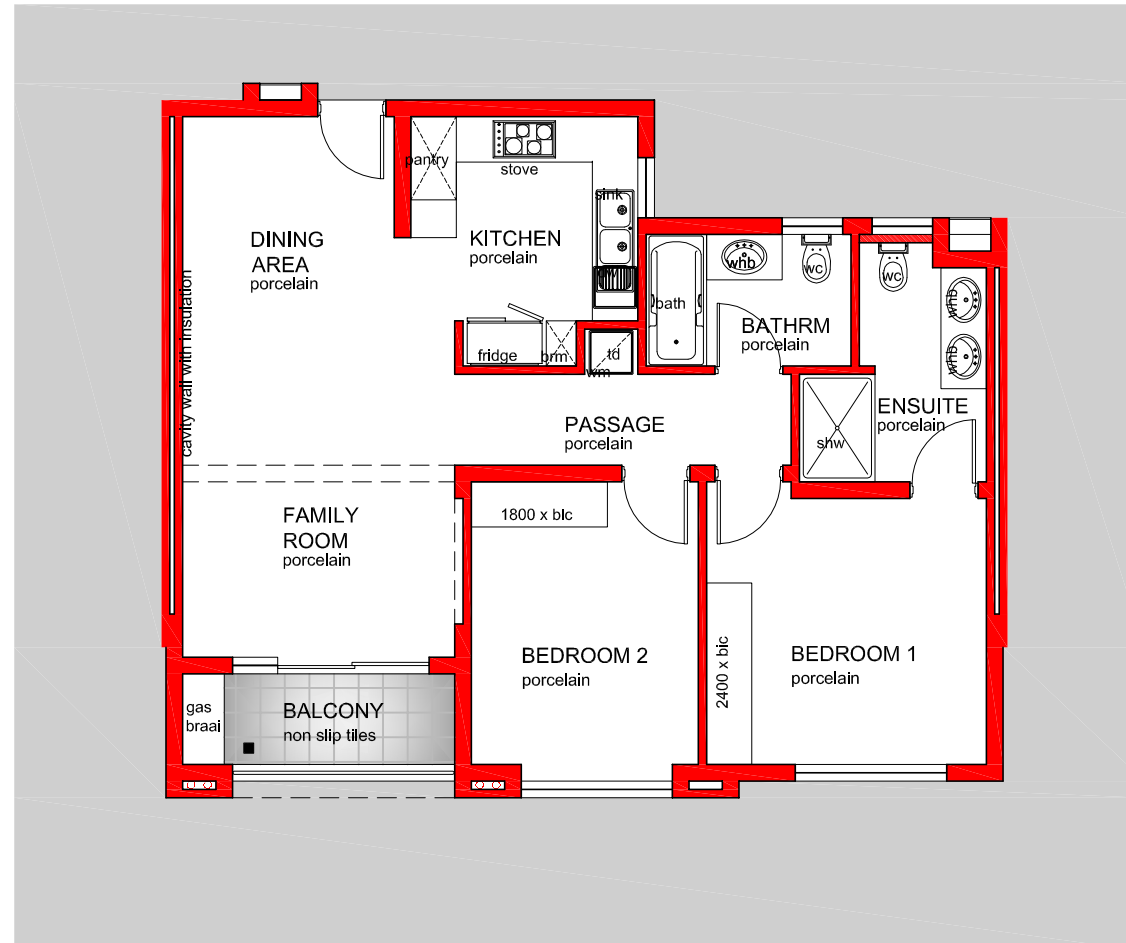 pantry
stove
sink
DINING
AREA
porcelain
KITCHEN
porcelain
whb
wc
wc
whb
whb
bath
BATHRM
porcelain
fridge
brm
td
wm
cavity wall with insulation
PASSAGE
porcelain
ENSUITE
porcelain
shw
FAMILY
ROOM
porcelain
1800 x bic
BEDROOM 2
porcelain
2400 x bic
BEDROOM 1
porcelain
gas
braai
BALCONY
non slip tiles